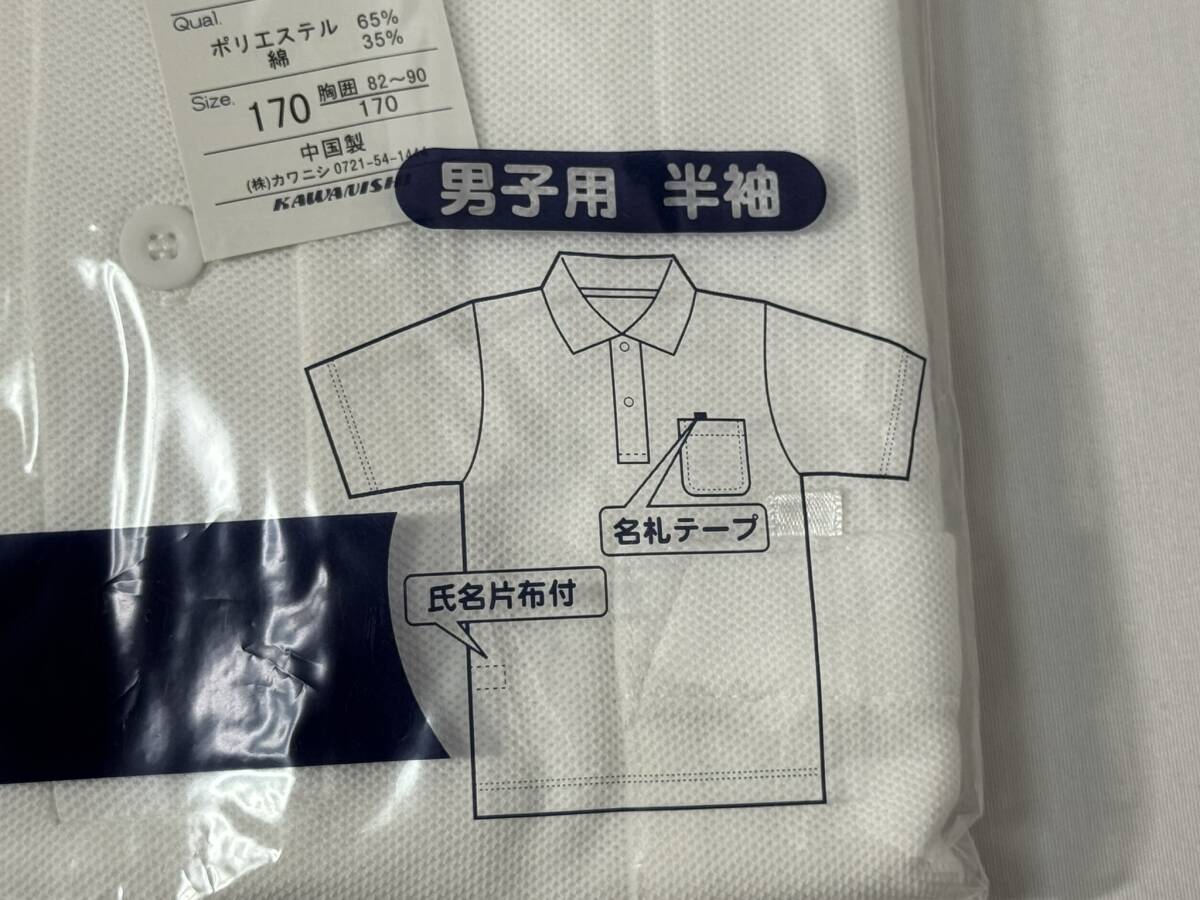 Qual.
ポリエステル 65%
綿 35%
Size. 170 胸囲 82～90
170
中国製
(株)カワニシ 0721-54-1444
KAWANISHI
男子用 半袖
名札テープ
氏名片布付